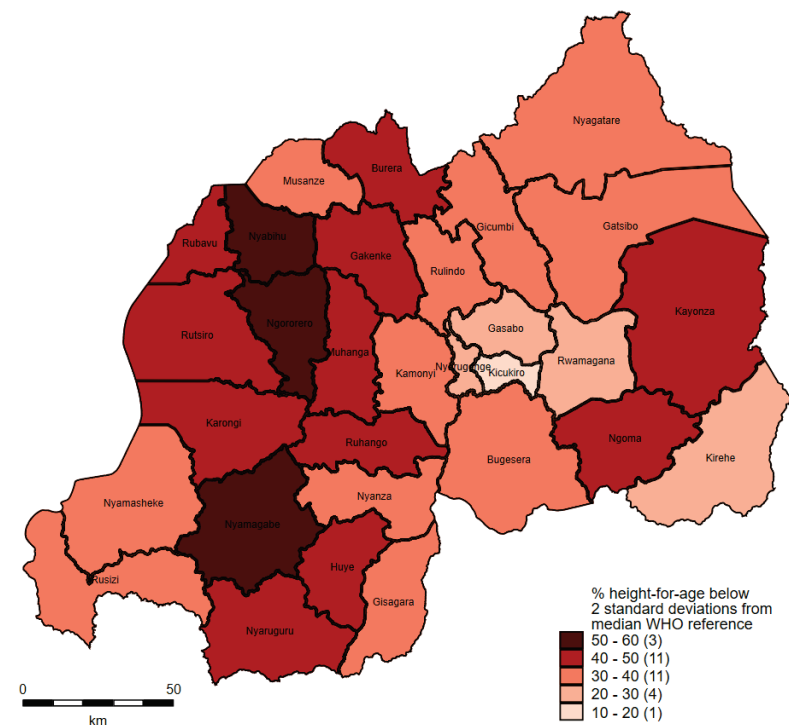 Nyagatare
Burera
Musanze
Gicumbi
Gatsibo
Rubavu
Nyabihu
Gakenke
Rulindo
Kayonza
Gasabo
Rutsiro
Ngororero
Muhanga
Rwamagana
Nyarugenge
Kicukiro
Kamonyi
Karongi
Ruhango
Ngoma
Kirehe
Bugesera
Nyanza
Nyamasheke
Nyamagabe
Huye
Rusizi
Gisagara
Nyaruguru
% height-for-age below
2 standard deviations from
median WHO reference
50 - 60 (3)
40 - 50 (11)
30 - 40 (11)
20 - 30 (4)
10 - 20 (1)
0 50
km